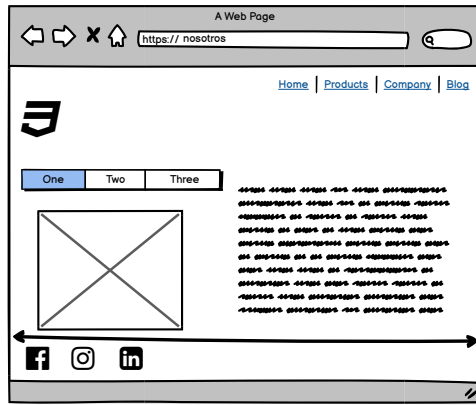 A Web Page
https:// nosotros
Home Products Company Blog
One Two Three